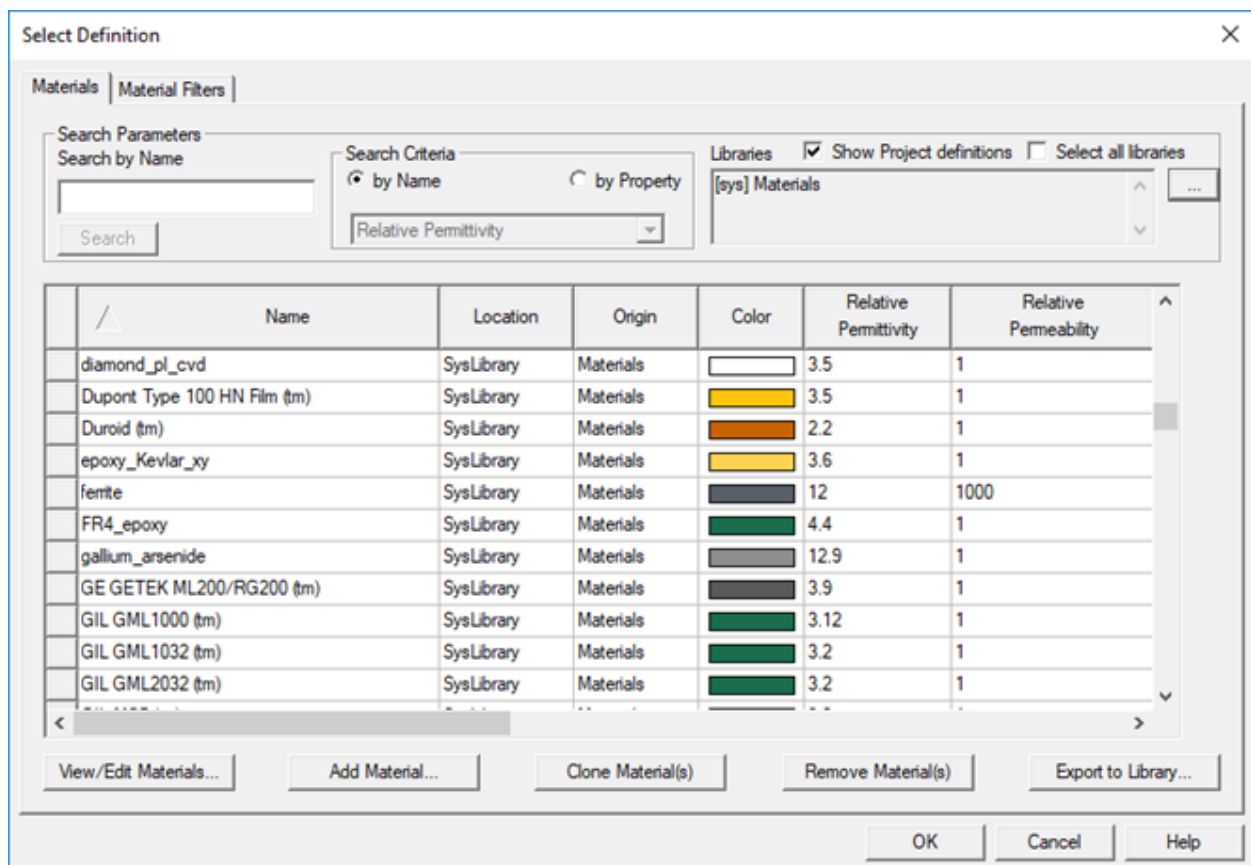 Select Definition
Materials Material Filters
Search Parameters
Search by Name
Search Criteria
by Name by Property
Relative Permittivity
Search
Libraries Show Project definitions Select all libraries
[sys] Materials
...
Name Location Origin Color Relative Permittivity Relative Permeability
diamond_pl_cvd SysLibrary Materials 3.5 1
Dupont Type 100 HN Film (tm) SysLibrary Materials 3.5 1
Duroid (tm) SysLibrary Materials 2.2 1
epoxy_Kevlar_xy SysLibrary Materials 3.6 1
ferrite SysLibrary Materials 12 1000
FR4_epoxy SysLibrary Materials 4.4 1
gallium_arsenide SysLibrary Materials 12.9 1
GE GETEK ML200/RG200 (tm) SysLibrary Materials 3.9 1
GIL GML1000 (tm) SysLibrary Materials 3.12 1
GIL GML1032 (tm) SysLibrary Materials 3.2 1
GIL GML2032 (tm) SysLibrary Materials 3.2 1
View/Edit Materials... Add Material... Clone Material(s) Remove Material(s) Export to Library...
OK Cancel Help